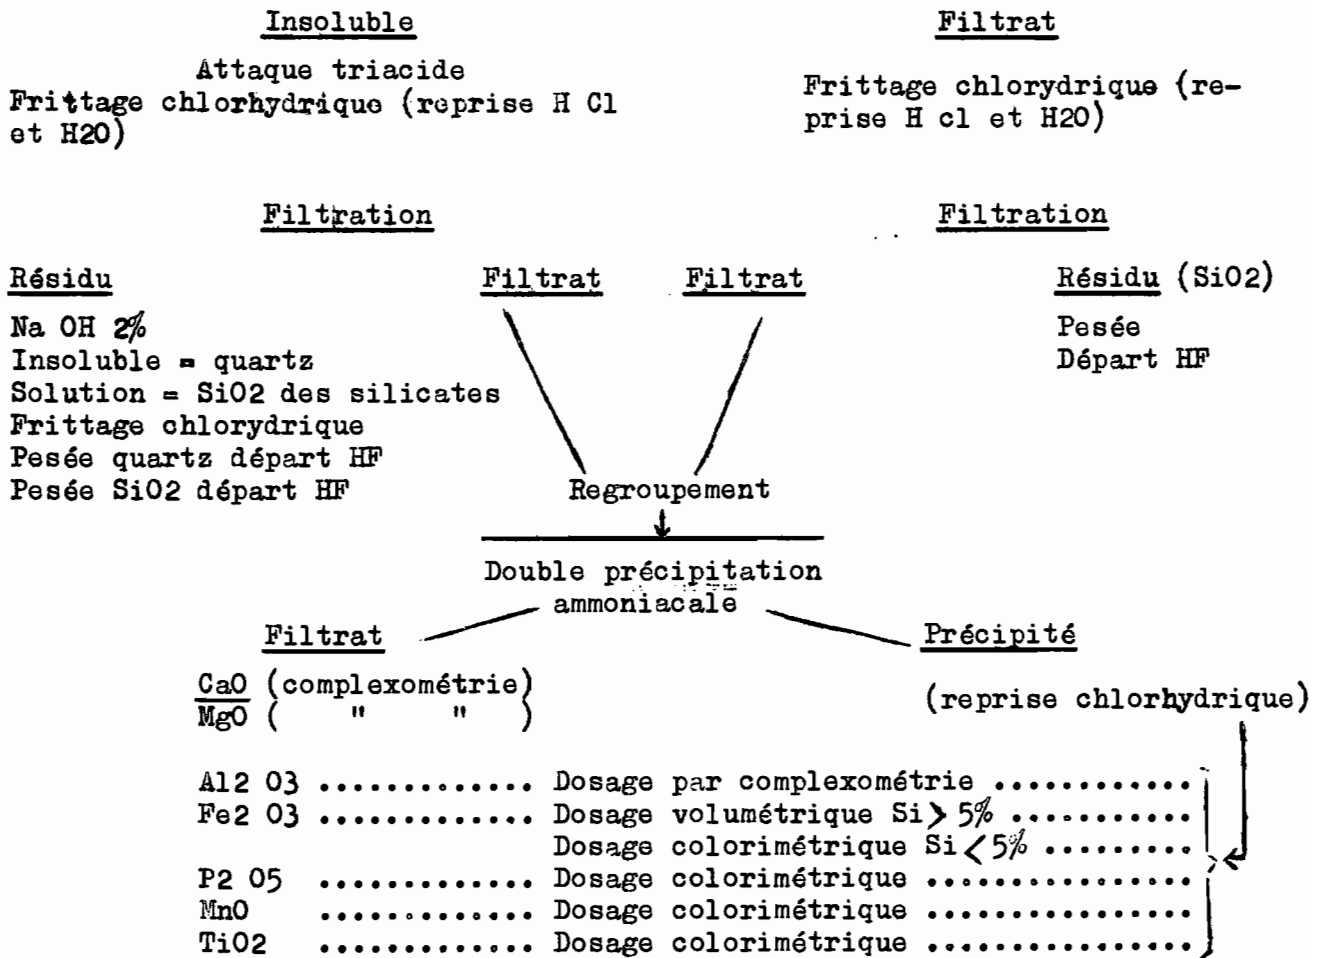 Insoluble
Attaque triacide
Frittage chlorhydrique (reprise H Cl
et H2O)
Filtrat
Frittage chlorydrique (re-
prise H cl et H2O)
Filtration
Filtration
Résidu
Na OH 2%
Insoluble = quartz
Solution = SiO2 des silicates
Frittage chlorydrique
Pesée quartz départ HF
Pesée SiO2 départ HF
Filtrat
Filtrat
Résidu (SiO2)
Pesée
Départ HF
Regroupement
Double précipitation
ammoniacale
Filtrat
CaO (complexométrie)
MgO ( " " )
Précipité
(reprise chlorhydrique)
Al2 O3 ............. Dosage par complexométrie ............
Fe2 O3 ............. Dosage volumétrique Si > 5% ...........
Dosage colorimétrique Si < 5% .........
P2 O5 ............. Dosage colorimétrique ...............
MnO ............. Dosage colorimétrique ...............
TiO2 ............. Dosage colorimétrique ...............